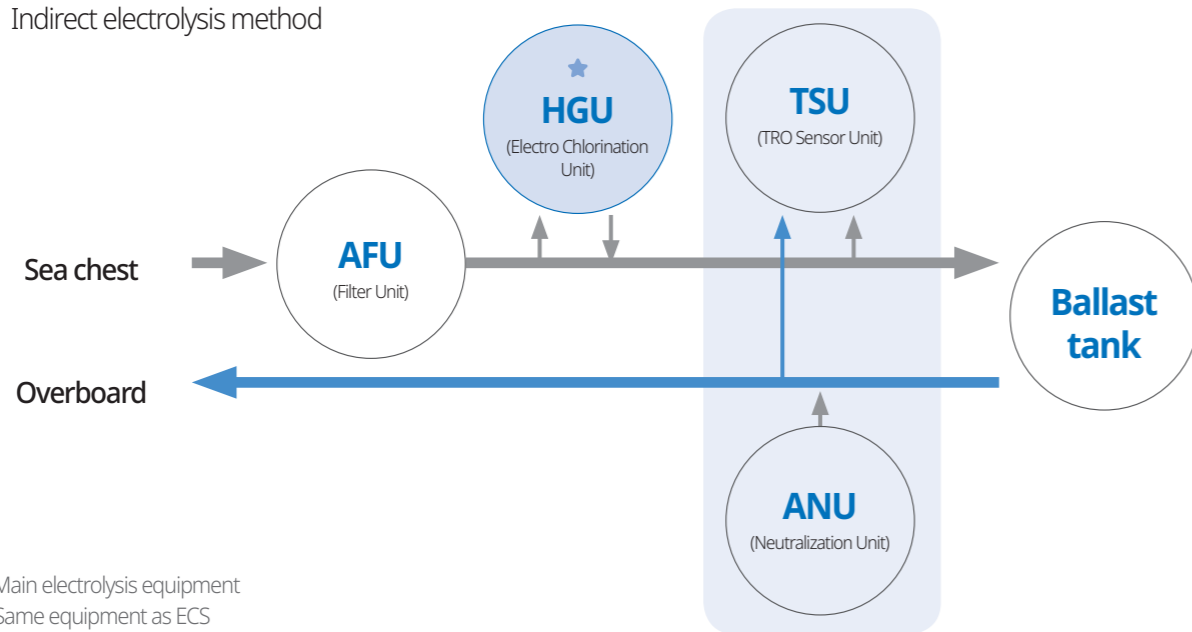 Indirect electrolysis method
HGU
(Electro Chlorination
Unit)
TSU
(TRO Sensor Unit)
Sea chest
AFU
(Filter Unit)
Ballast
tank
Overboard
ANU
(Neutralization Unit)
Main electrolysis equipment
Same equipment as ECS